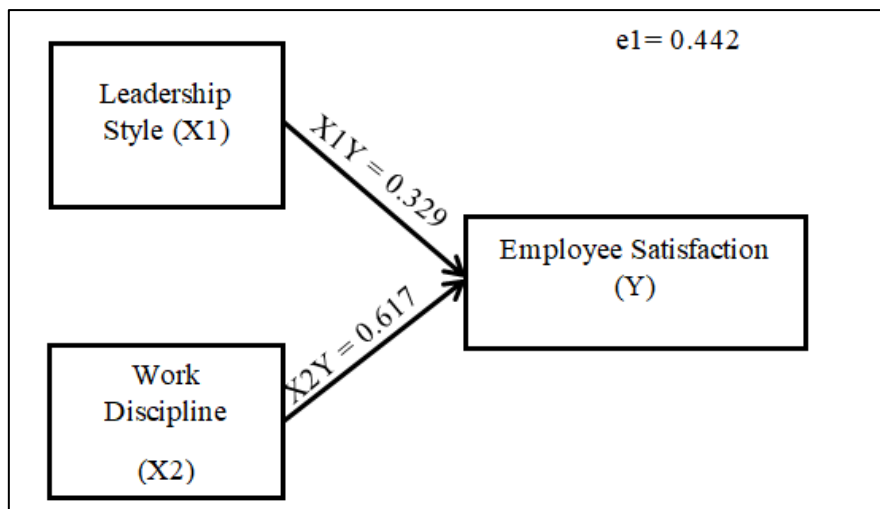 e1= 0.442
Leadership
Style (X1)
X1Y = 0.329
Employee Satisfaction
(Y)
X2Y = 0.617
Work
Discipline
(X2)